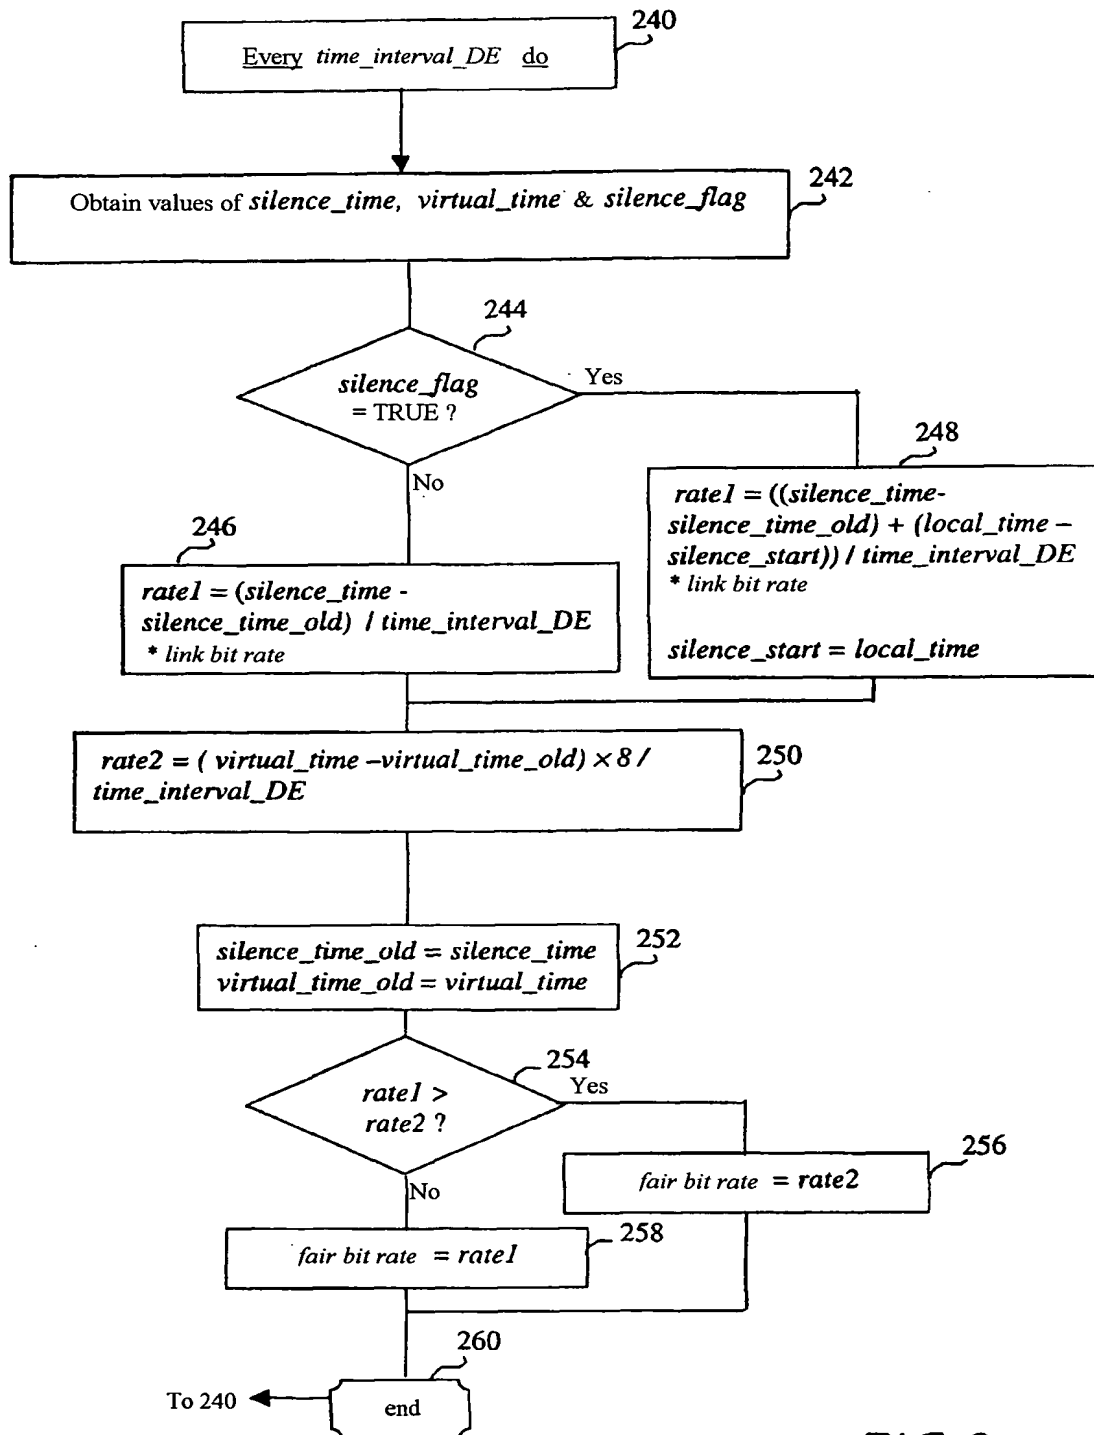 240
Every time_interval_DE do
242
Obtain values of silence_time, virtual_time & silence_flag
244
silence_flag
= TRUE ?
Yes
No
248
rate1 = ((silence_time-
silence_time_old) + (local_time –
silence_start)) / time_interval_DE
* link bit rate
silence_start = local_time
246
rate1 = (silence_time -
silence_time_old) / time_interval_DE
* link bit rate
250
rate2 = ( virtual_time –virtual_time_old) × 8 /
time_interval_DE
252
silence_time_old = silence_time
virtual_time_old = virtual_time
254
rate1 >
rate2 ?
Yes
No
256
fair bit rate = rate2
258
fair bit rate = rate1
260
To 240
end